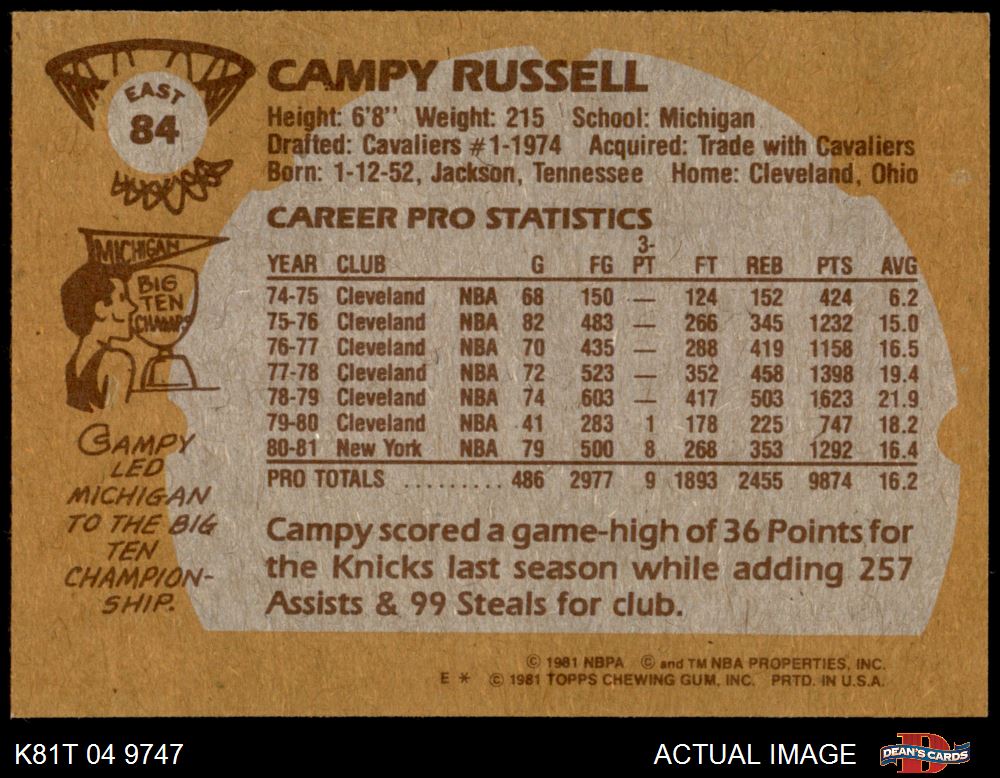 EAST
84
CAMPY RUSSELL
Height: 6'8'' Weight: 215 School: Michigan
Drafted: Cavaliers #1-1974 Acquired: Trade with Cavaliers
Born: 1-12-52, Jackson, Tennessee Home: Cleveland, Ohio
CAREER PRO STATISTICS
YEAR CLUB G FG 3-PT FT REB PTS AVG
74-75 Cleveland NBA 68 150 — 124 152 424 6.2
75-76 Cleveland NBA 82 483 — 266 345 1232 15.0
76-77 Cleveland NBA 70 435 — 288 419 1158 16.5
77-78 Cleveland NBA 72 523 — 352 458 1398 19.4
78-79 Cleveland NBA 74 603 — 417 503 1623 21.9
79-80 Cleveland NBA 41 283 1 178 225 747 18.2
80-81 New York NBA 79 500 8 268 353 1292 16.4
PRO TOTALS ......... 486 2977 9 1893 2455 9874 16.2
MICHIGAN
BIG
TEN
CHAMPS
CAMPY
LED
MICHIGAN
TO THE BIG
TEN
CHAMPION-
SHIP.
Campy scored a game-high of 36 Points for
the Knicks last season while adding 257
Assists & 99 Steals for club.
© 1981 NBPA © and TM NBA PROPERTIES, INC.
E * © 1981 TOPPS CHEWING GUM, INC. PRTD. IN U.S.A.
K81T 04 9747
ACTUAL IMAGE
DEAN'S CARDS